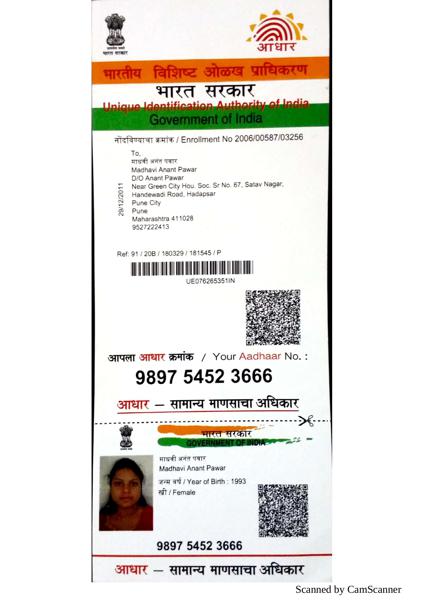 भारत सरकार
आधार
भारतीय विशिष्ट ओळख प्राधिकरण
भारत सरकार
Unique Identification Authority of India
Government of India
नोंदविण्याचा क्रमांक / Enrollment No 2006/00587/03256
To,
माधवी अनंत पवार
Madhavi Anant Pawar
D/O Anant Pawar
Near Green City Hou. Soc. Sr No. 67, Satav Nagar,
Handewadi Road, Hadapsar
Pune City
Pune
Maharashtra 411028
9527222413
29/12/2011
Ref: 91 / 20B / 180329 / 181545 / P
UE076265351IN
आपला आधार क्रमांक / Your Aadhaar No. :
9897 5452 3666
आधार — सामान्य माणसाचा अधिकार
भारत सरकार
GOVERNMENT OF INDIA
माधवी अनंत पवार
Madhavi Anant Pawar
जन्म वर्ष / Year of Birth : 1993
स्त्री / Female
9897 5452 3666
आधार — सामान्य माणसाचा अधिकार
Scanned by CamScanner